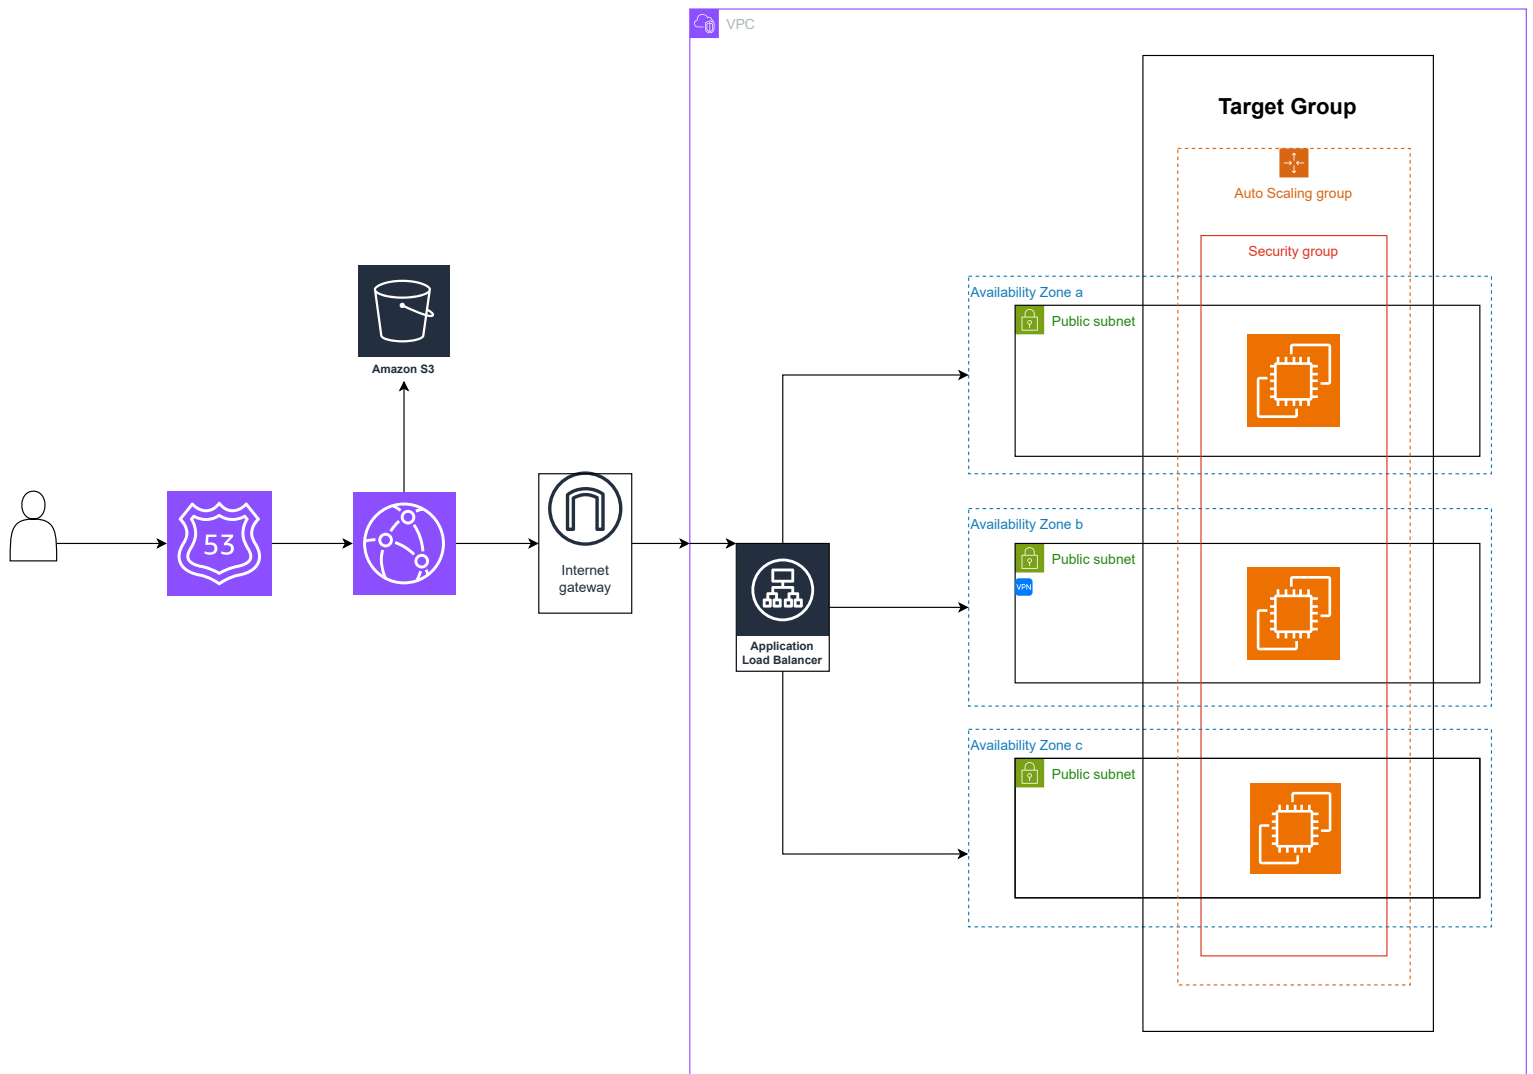 VPC
Target Group
Auto Scaling group
Security group
Availability Zone a
Public subnet
Amazon S3
53
Internet
gateway
Application
Load Balancer
Availability Zone b
Public subnet
VPN
Availability Zone c
Public subnet